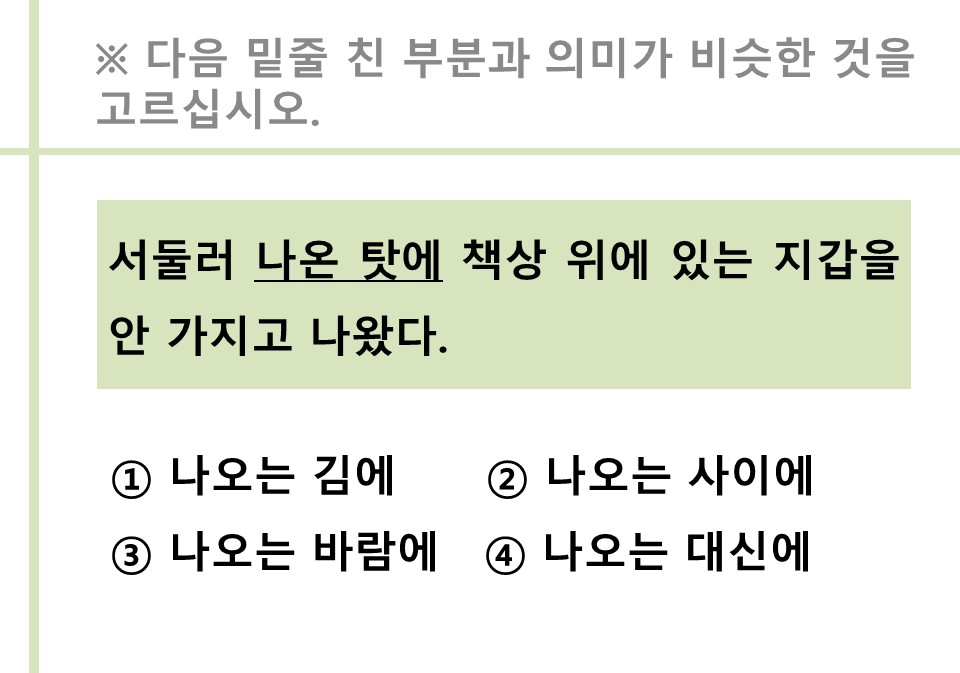 ※ 다음 밑줄 친 부분과 의미가 비슷한 것을
고르십시오.
서둘러 나온 탓에 책상 위에 있는 지갑을
안 가지고 나왔다.
① 나오는 김에 ② 나오는 사이에
③ 나오는 바람에 ④ 나오는 대신에